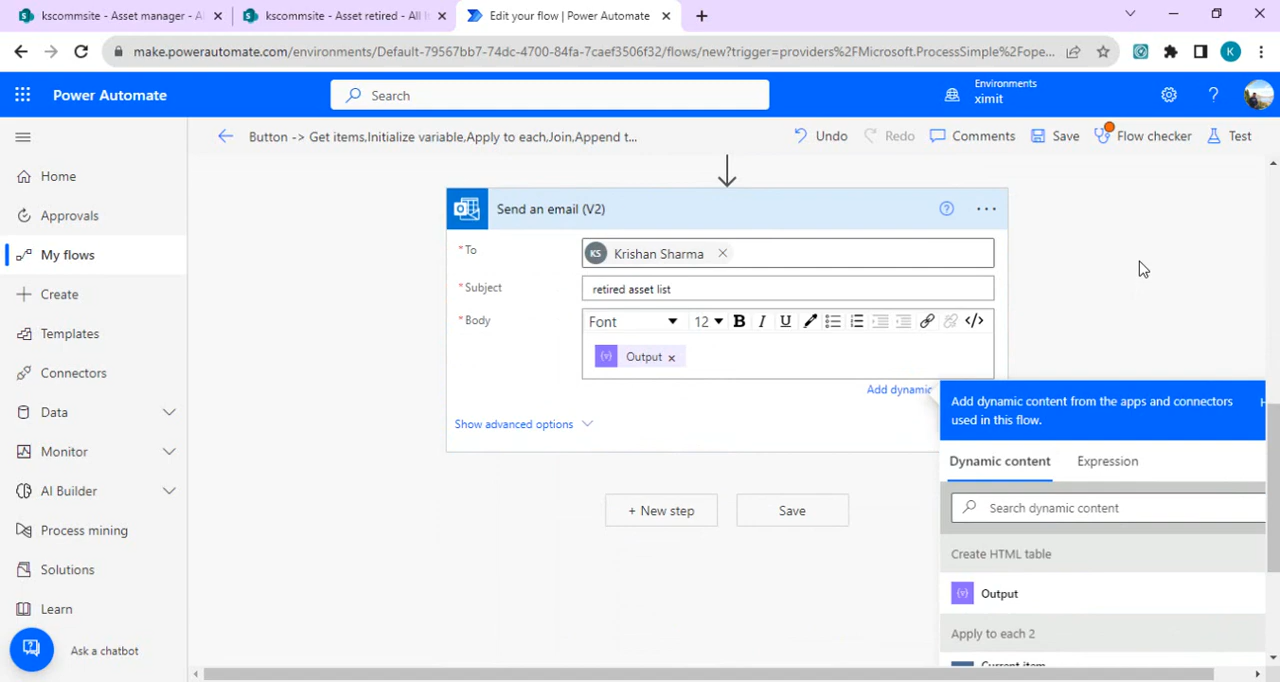 kscommsite - Asset manager - A
kscommsite - Asset retired - All I
Edit your flow | Power Automate
make.powerautomate.com/environments/Default-79567bb7-74dc-4700-84fa-7caef3506f32/flows/new?trigger=providers%2FMicrosoft.ProcessSimple%2Fope...
K
Power Automate
Search
Environments
ximit
Button -> Get items,Initialize variable,Apply to each,Join,Append t...
Undo
Redo
Comments
Save
Flow checker
Test
Home
Approvals
My flows
Create
Templates
Connectors
Data
Monitor
AI Builder
Process mining
Solutions
Learn
Ask a chatbot
Send an email (V2)
* To
KS Krishan Sharma
* Subject
retired asset list
* Body
Font 12 B I U </>
Output
Add dynamic
Show advanced options
+ New step
Save
Add dynamic content from the apps and connectors
used in this flow.
Dynamic content
Expression
Search dynamic content
Create HTML table
Output
Apply to each 2
Current item